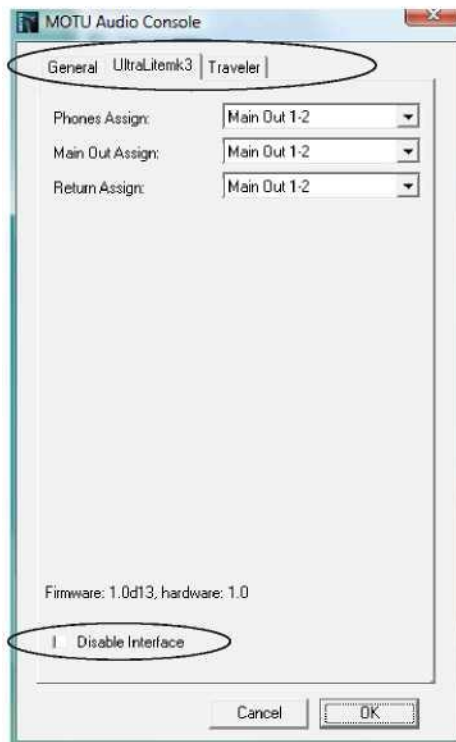 MOTU Audio Console
General UltraLitemk3 Traveler
Phones Assign: Main Out 1-2
Main Out Assign: Main Out 1-2
Return Assign: Main Out 1-2
Firmware: 1.0d13, hardware: 1.0
Disable Interface
Cancel OK